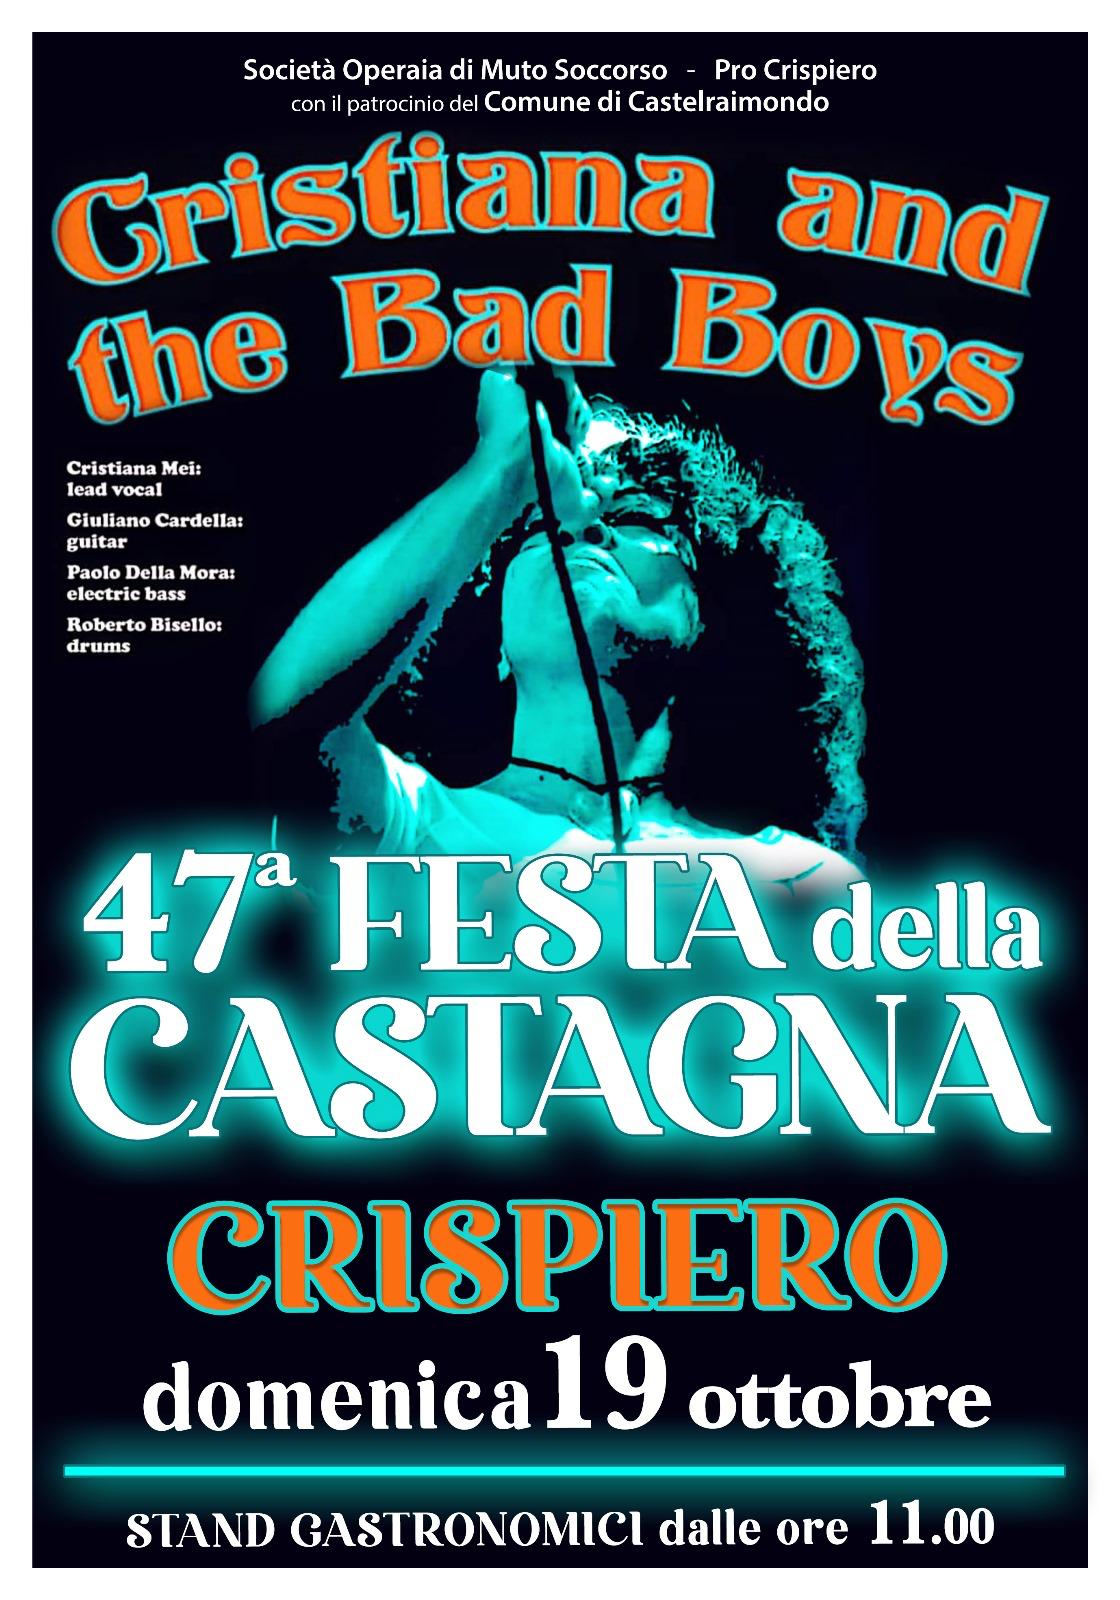 Società Operaia di Muto Soccorso - Pro Crispiero
con il patrocinio del Comune di Castelraimondo
Cristiana and
the Bad Boys
Cristiana Mei:
lead vocal
Giuliano Cardella:
guitar
Paolo Della Mora:
electric bass
Roberto Bisello:
drums
47ª FESTA della
CASTAGNA
CRISPIERO
domenica 19 ottobre
STAND GASTRONOMICI dalle ore 11.00